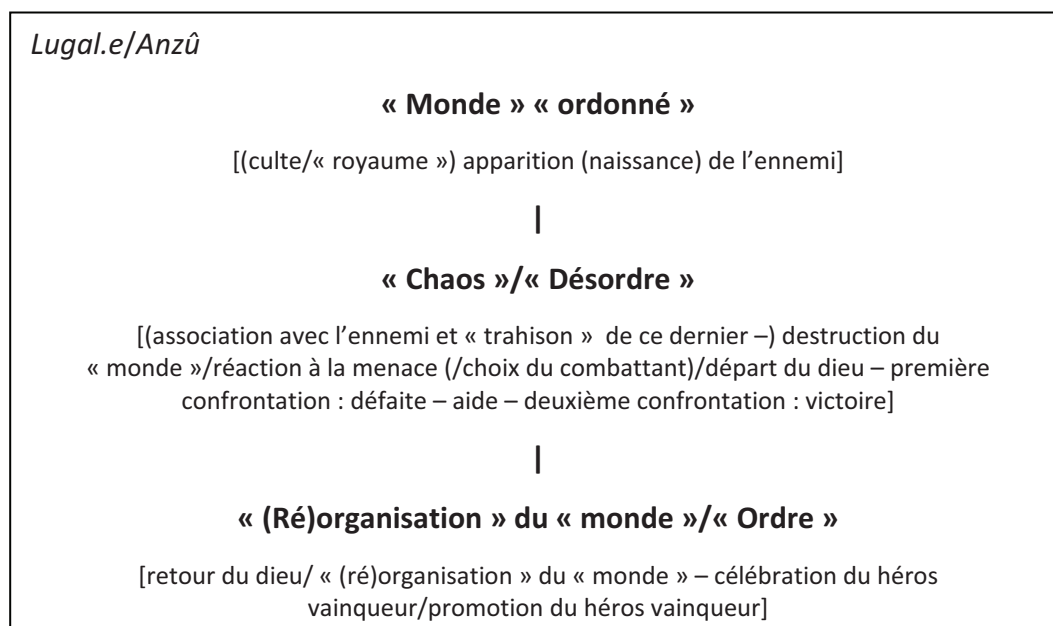 Lugal.e/Anzû
« Monde » « ordonné »
[(culte/« royaume ») apparition (naissance) de l’ennemi]
|
« Chaos »/« Désordre »
[(association avec l’ennemi et « trahison » de ce dernier –) destruction du
« monde »/réaction à la menace (/choix du combattant)/départ du dieu – première
confrontation : défaite – aide – deuxième confrontation : victoire]
|
« (Ré)organisation » du « monde »/« Ordre »
[retour du dieu/ « (ré)organisation » du « monde » – célébration du héros
vainqueur/promotion du héros vainqueur]